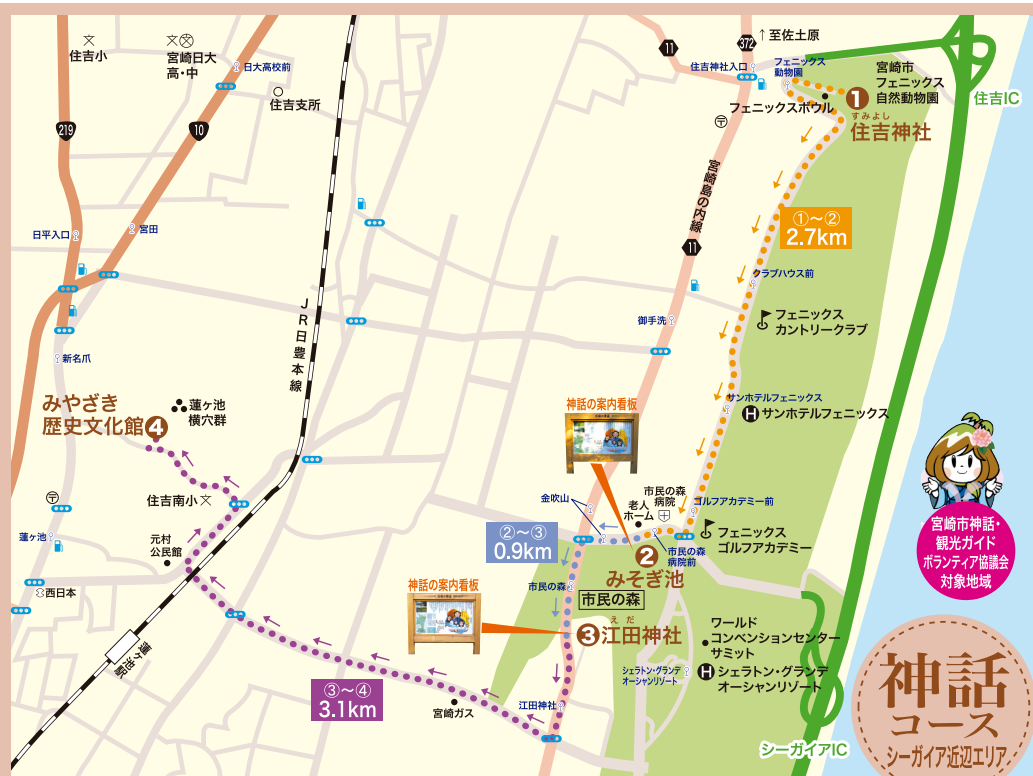 住吉小
宮崎日大
高・中
日大高校前
住吉支所
219
10
11
372
↑至佐土原
住吉神社入口
フェニックス
動物園
フェニックスボウル
1
宮崎市
フェニックス
自然動物園
すみよし
住吉神社
住吉IC
宮崎島の内線
11
①～②
2.7km
日平入口
宮田
クラブハウス前
JR日豊本線
御手洗
フェニックス
カントリークラブ
新名爪
サンホテルフェニックス
H サンホテルフェニックス
みやざき
歴史文化館 4
蓮ヶ池
横穴群
神話の案内看板
住吉南小
金吹山
老人
ホーム
市民の森
病院
ゴルフアカデミー前
フェニックス
ゴルフアカデミー
②～③
0.9km
2
みそぎ池
市民の森
病院前
市民の森
市民の森
元村
公民館
蓮ヶ池
西日本
蓮ヶ池駅
神話の案内看板
えだ
3 江田神社
ワールド
コンベンションセンター
サミット
シェラトン・グランデ
オーシャンリゾート
H シェラトン・グランデ
オーシャンリゾート
③～④
3.1km
宮崎ガス
江田神社
シーガイアIC
宮崎市神話・
観光ガイド
ボランティア協議会
対象地域
神話
コース
シーガイア近辺エリア